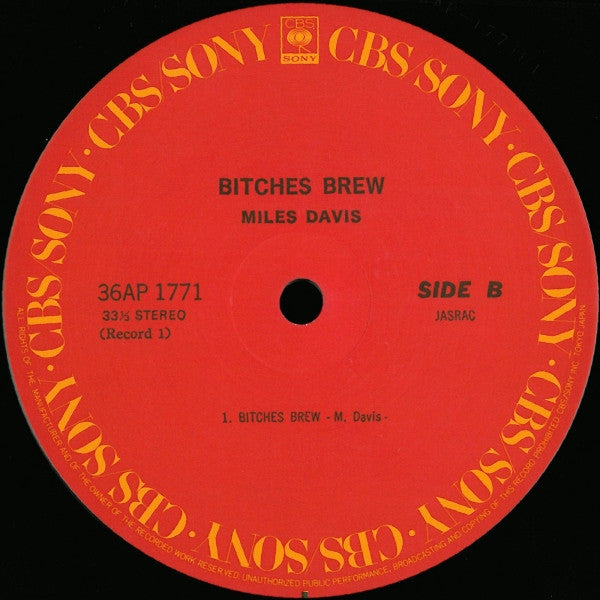 CBS
SONY
CBS/SONY · CBS/SONY · CBS/SONY · CBS/SONY · CBS/SONY · CBS/SONY · CBS/SONY · CBS/SONY
BITCHES BREW
MILES DAVIS
36AP 1771
33⅓ STEREO
(Record 1)
SIDE B
JASRAC
1. BITCHES BREW - M. Davis -
ALL RIGHTS OF THE MANUFACTURER AND OF THE OWNER OF THE RECORDED WORK RESERVED. UNAUTHORIZED PUBLIC PERFORMANCE, BROADCASTING AND COPYING OF THIS RECORD PROHIBITED. CBS/SONY INC. TOKYO JAPAN